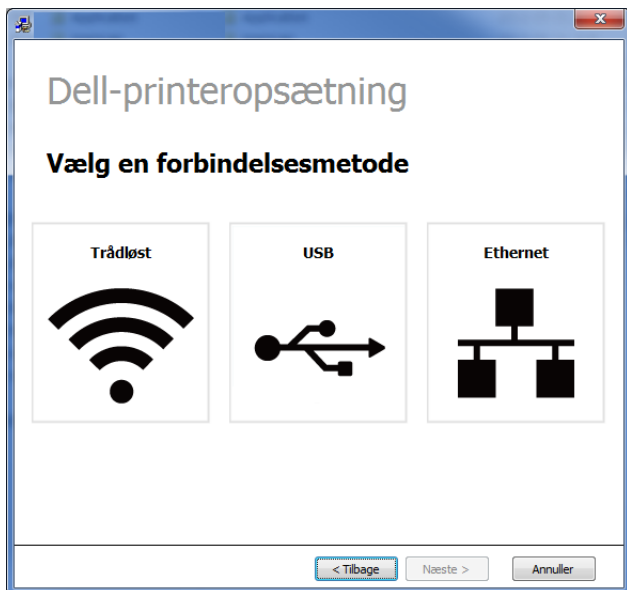 Dell-printeropsætning
Vælg en forbindelsesmetode
Trådløst
USB
Ethernet
< Tilbage
Næste >
Annuller